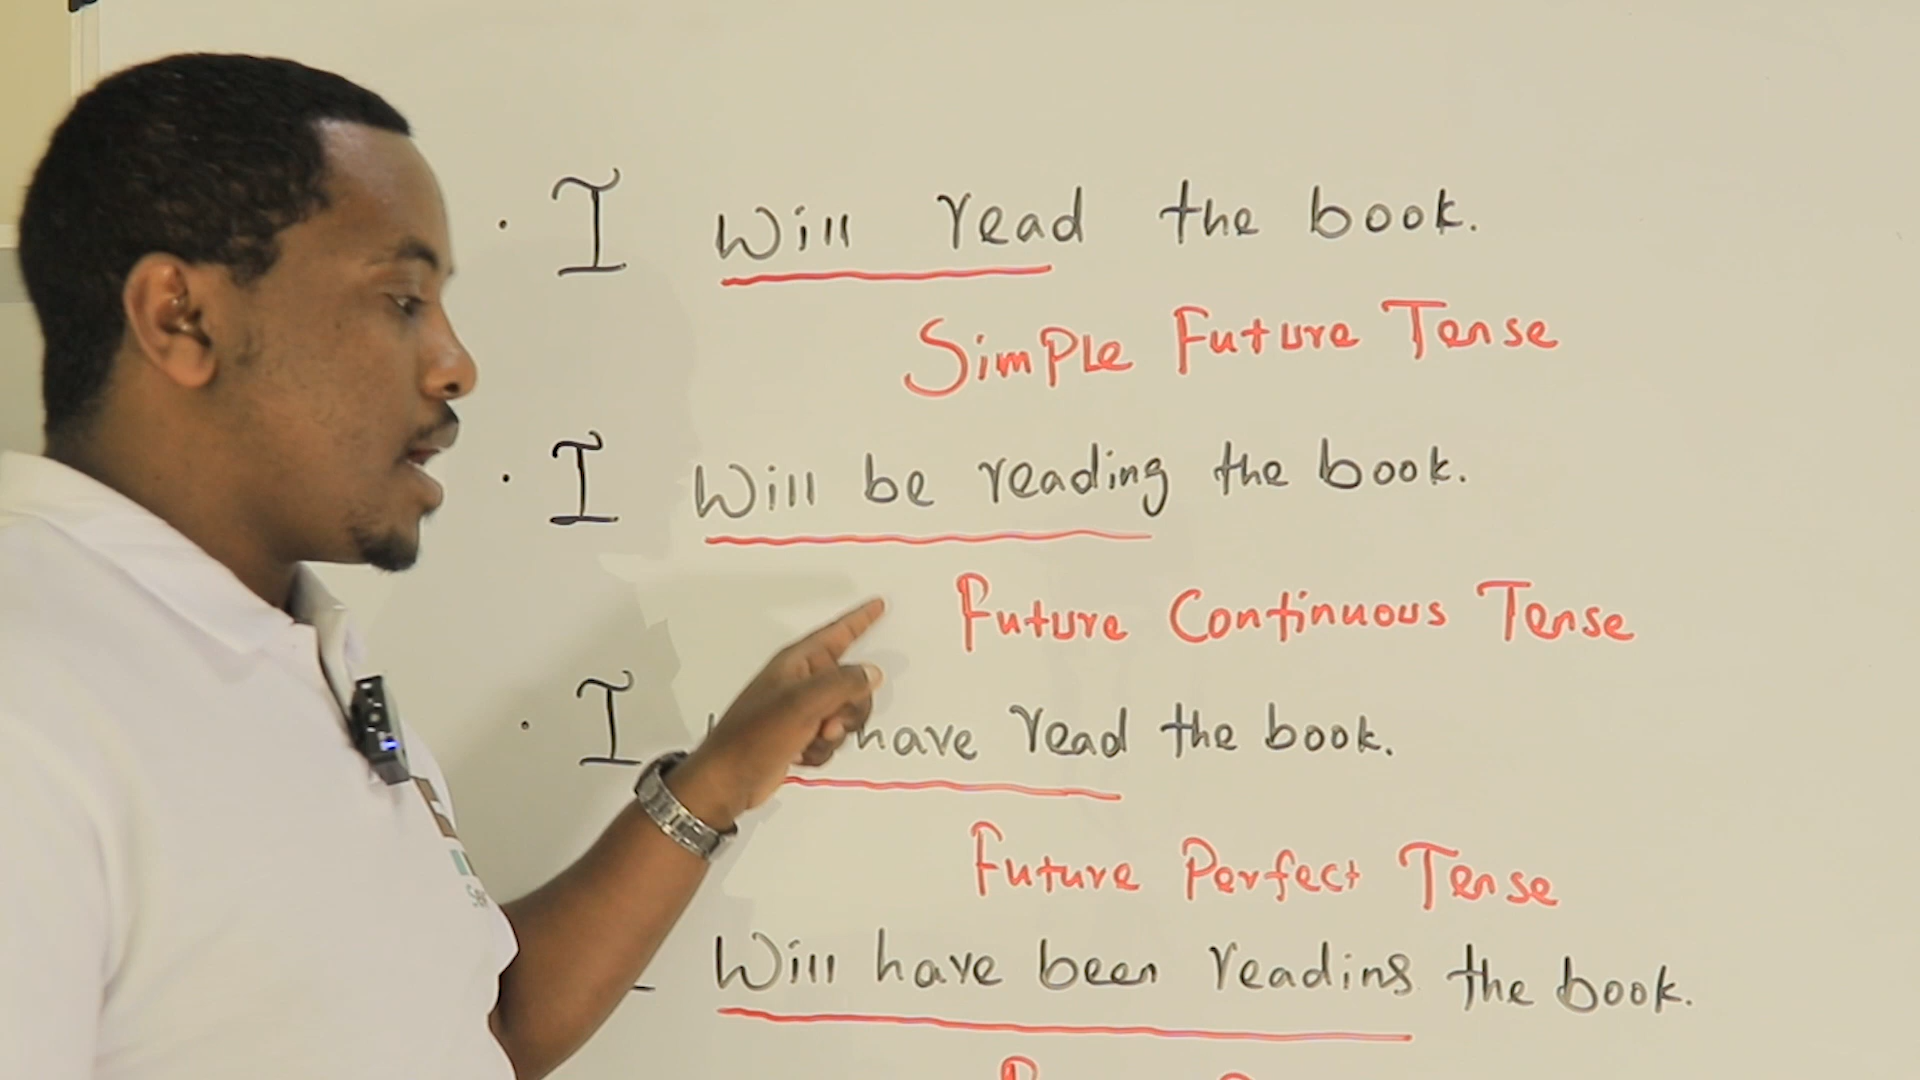 · I Will read the book.
Simple Future Tense
· I Will be reading the book.
Future Continuous Tense
· I have read the book.
Future Perfect Tense
Will have been reading the book.